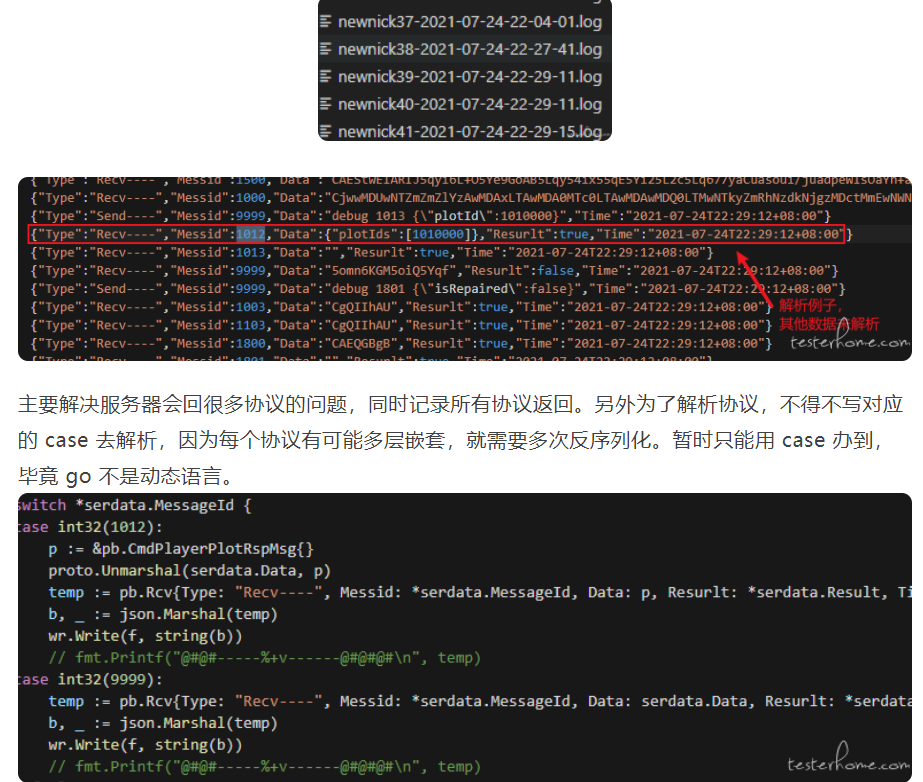 newnick37-2021-07-24-22-04-01.log
newnick38-2021-07-24-22-27-41.log
newnick39-2021-07-24-22-29-11.log
newnick40-2021-07-24-22-29-11.log
newnick41-2021-07-24-22-29-15.log
{"Type":"Recv----","Messid":1500,"Data":
{"Type":"Recv----","Messid":1000,"Data":
{"Type":"Send----","Messid":9999,"Data":"debug 1013 {\"plotId\":1010000}","Time":"2021-07-24T22:29:12+08:00"}
{"Type":"Recv----","Messid":1012,"Data":{"plotIds":[1010000]},"Resurlt":true,"Time":"2021-07-24T22:29:12+08:00"}
{"Type":"Recv----","Messid":1013,"Data":"","Resurlt":true,"Time":"2021-07-24T22:29:12+08:00"}
{"Type":"Recv----","Messid":9999,"Data":"5omn6KGM5oiQ5Yqf","Resurlt":false,"Time":"2021-07-24T22:29:12+08:00"}
{"Type":"Send----","Messid":9999,"Data":"debug 1801 {\"isRepaired\":false}","Time":"2021-07-24T22:29:12+08:00"}
{"Type":"Recv----","Messid":1003,"Data":"CgQIIhAU","Resurlt":true,"Time":"2021-07-24T22:29:12+08:00"}
{"Type":"Recv----","Messid":1103,"Data":"CgQIIhAU","Resurlt":true,"Time":"2021-07-24T22:29:12+08:00"}
{"Type":"Recv----","Messid":1800,"Data":"CAEQGBgB","Resurlt":true,"Time":"2021-07-24T22:29:12+08:00"}
{"Type":"Recv----","Messid":1801,"Data":"","Resurlt":true,"Time":"2021-07-24T22:29:12+08:00"}
解析例子,
其他数据 解析
testerhome.com
主要解决服务器会回很多协议的问题，同时记录所有协议返回。另外为了解析协议，不得不写对应
的 case 去解析，因为每个协议有可能多层嵌套，就需要多次反序列化。暂时只能用 case 办到，
毕竟 go 不是动态语言。
switch *serdata.MessageId {
case int32(1012):
p := &pb.CmdPlayerPlotRspMsg{}
proto.Unmarshal(serdata.Data, p)
temp := pb.Rcv{Type: "Recv----", Messid: *serdata.MessageId, Data: p, Resurlt: *serdata.Result, Ti
b, _ := json.Marshal(temp)
wr.Write(f, string(b))
// fmt.Printf("@#@#-----%+v------@#@#@#\n", temp)
case int32(9999):
temp := pb.Rcv{Type: "Recv----", Messid: *serdata.MessageId, Data: serdata.Data, Resurlt: *serdata
b, _ := json.Marshal(temp)
wr.Write(f, string(b))
// fmt.Printf("@#@#-----%+v------@#@#@#\n", temp)
testerhome.com